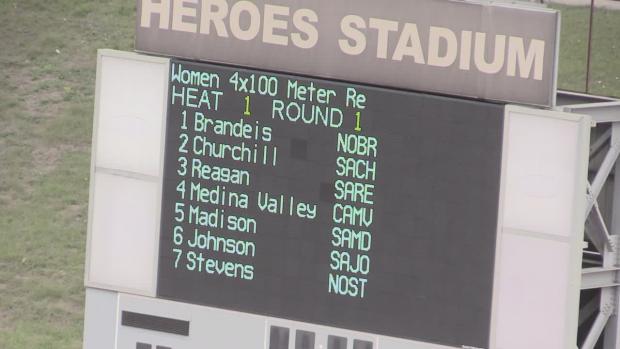 HEROES STADIUM
Women 4x100 Meter Re
HEAT 1 ROUND 1
1 Brandeis NOBR
2 Churchill SACH
3 Reagan SARE
4 Medina Valley CAMV
5 Madison SAMD
6 Johnson SAJO
7 Stevens NOST